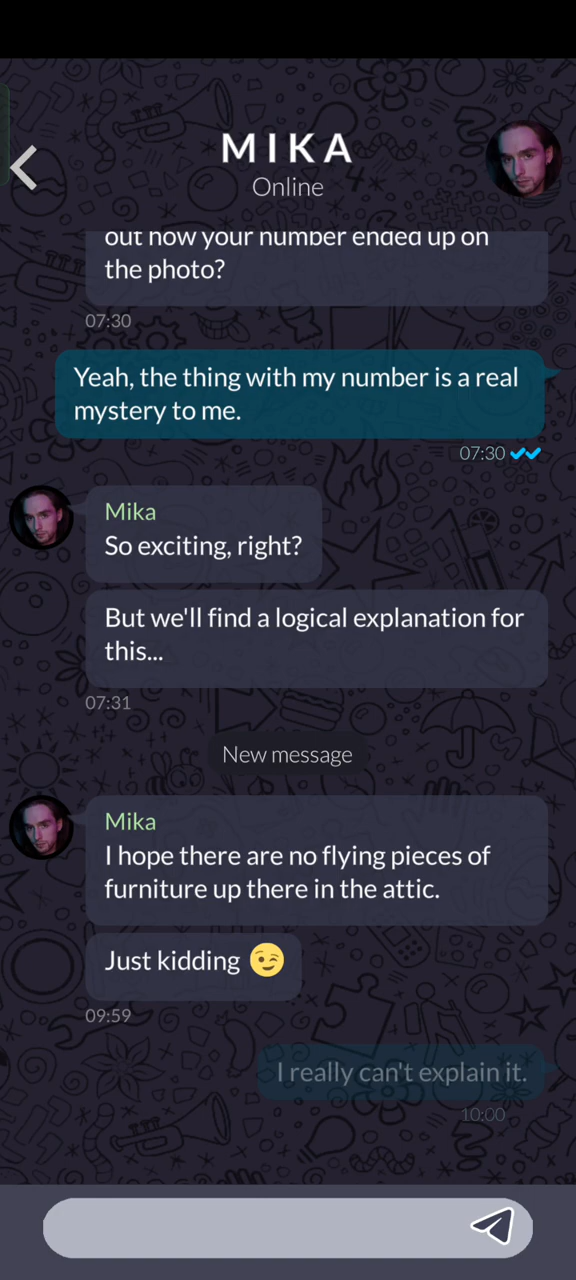 MIKA
Online
out how your number ended up on
the photo?
07:30
Yeah, the thing with my number is a real
mystery to me.
07:30
Mika
So exciting, right?
But we'll find a logical explanation for
this...
07:31
New message
Mika
I hope there are no flying pieces of
furniture up there in the attic.
Just kidding 😉
09:59
I really can't explain it.
10:00